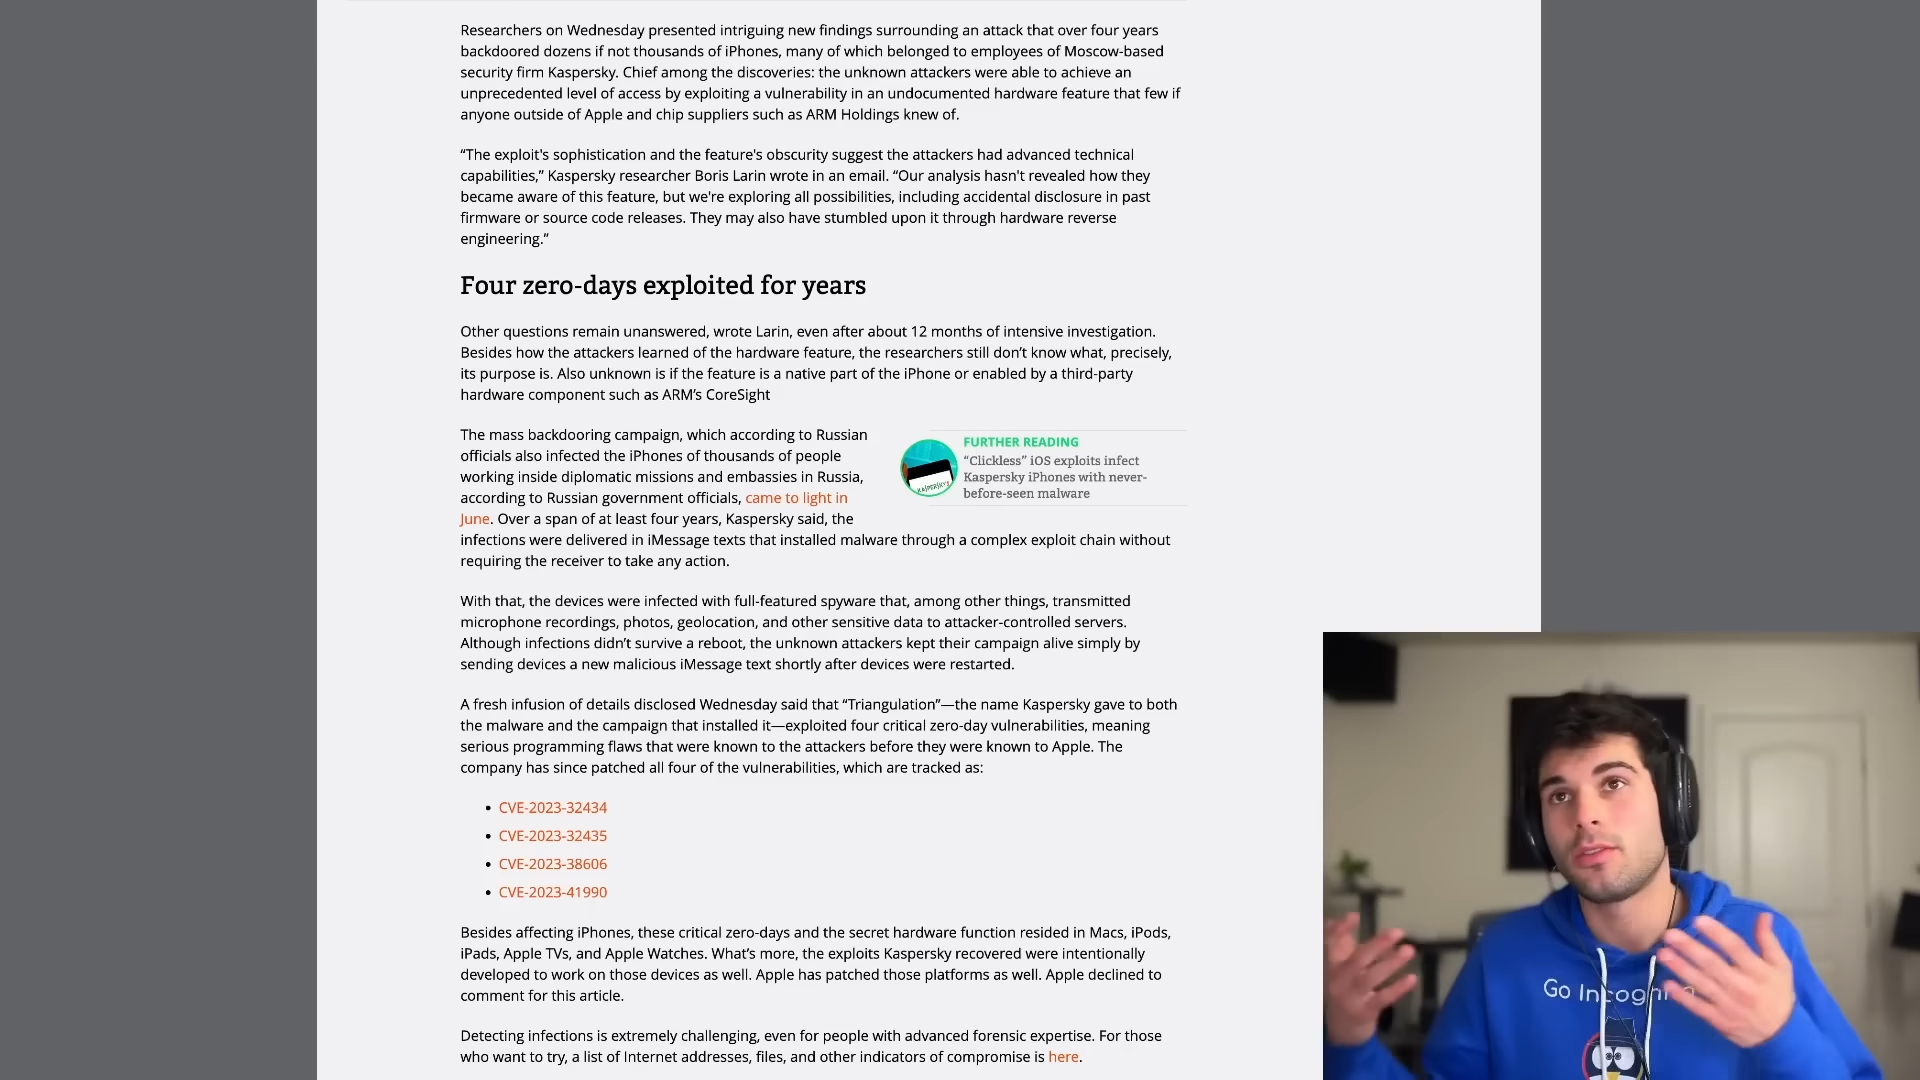 Researchers on Wednesday presented intriguing new findings surrounding an attack that over four years
backdoored dozens if not thousands of iPhones, many of which belonged to employees of Moscow-based
security firm Kaspersky. Chief among the discoveries: the unknown attackers were able to achieve an
unprecedented level of access by exploiting a vulnerability in an undocumented hardware feature that few if
anyone outside of Apple and chip suppliers such as ARM Holdings knew of.
“The exploit's sophistication and the feature's obscurity suggest the attackers had advanced technical
capabilities,” Kaspersky researcher Boris Larin wrote in an email. “Our analysis hasn't revealed how they
became aware of this feature, but we're exploring all possibilities, including accidental disclosure in past
firmware or source code releases. They may also have stumbled upon it through hardware reverse
engineering.”
Four zero-days exploited for years
Other questions remain unanswered, wrote Larin, even after about 12 months of intensive investigation.
Besides how the attackers learned of the hardware feature, the researchers still don’t know what, precisely,
its purpose is. Also unknown is if the feature is a native part of the iPhone or enabled by a third-party
hardware component such as ARM’s CoreSight
The mass backdooring campaign, which according to Russian
officials also infected the iPhones of thousands of people
working inside diplomatic missions and embassies in Russia,
according to Russian government officials, came to light in
June. Over a span of at least four years, Kaspersky said, the
infections were delivered in iMessage texts that installed malware through a complex exploit chain without
requiring the receiver to take any action.
FURTHER READING
“Clickless” iOS exploits infect
Kaspersky iPhones with never-
before-seen malware
KASPERSKY
With that, the devices were infected with full-featured spyware that, among other things, transmitted
microphone recordings, photos, geolocation, and other sensitive data to attacker-controlled servers.
Although infections didn’t survive a reboot, the unknown attackers kept their campaign alive simply by
sending devices a new malicious iMessage text shortly after devices were restarted.
A fresh infusion of details disclosed Wednesday said that “Triangulation”—the name Kaspersky gave to both
the malware and the campaign that installed it—exploited four critical zero-day vulnerabilities, meaning
serious programming flaws that were known to the attackers before they were known to Apple. The
company has since patched all four of the vulnerabilities, which are tracked as:
• CVE-2023-32434
• CVE-2023-32435
• CVE-2023-38606
• CVE-2023-41990
Besides affecting iPhones, these critical zero-days and the secret hardware function resided in Macs, iPods,
iPads, Apple TVs, and Apple Watches. What’s more, the exploits Kaspersky recovered were intentionally
developed to work on those devices as well. Apple has patched those platforms as well. Apple declined to
comment for this article.
Detecting infections is extremely challenging, even for people with advanced forensic expertise. For those
who want to try, a list of Internet addresses, files, and other indicators of compromise is here.
Go Incognito